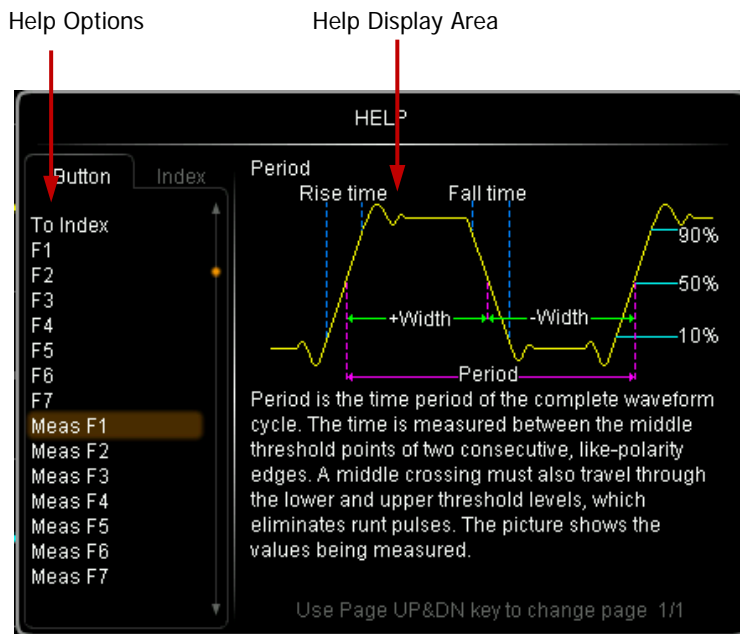 Help Options
Help Display Area
HELP
Button
Index
To Index
F1
F2
F3
F4
F5
F6
F7
Meas F1
Meas F2
Meas F3
Meas F4
Meas F5
Meas F6
Meas F7
Period
Rise time
Fall time
90%
50%
+Width
-Width
10%
Period
Period is the time period of the complete waveform
cycle. The time is measured between the middle
threshold points of two consecutive, like-polarity
edges. A middle crossing must also travel through
the lower and upper threshold levels, which
eliminates runt pulses. The picture shows the
values being measured.
Use Page UP&DN key to change page 1/1